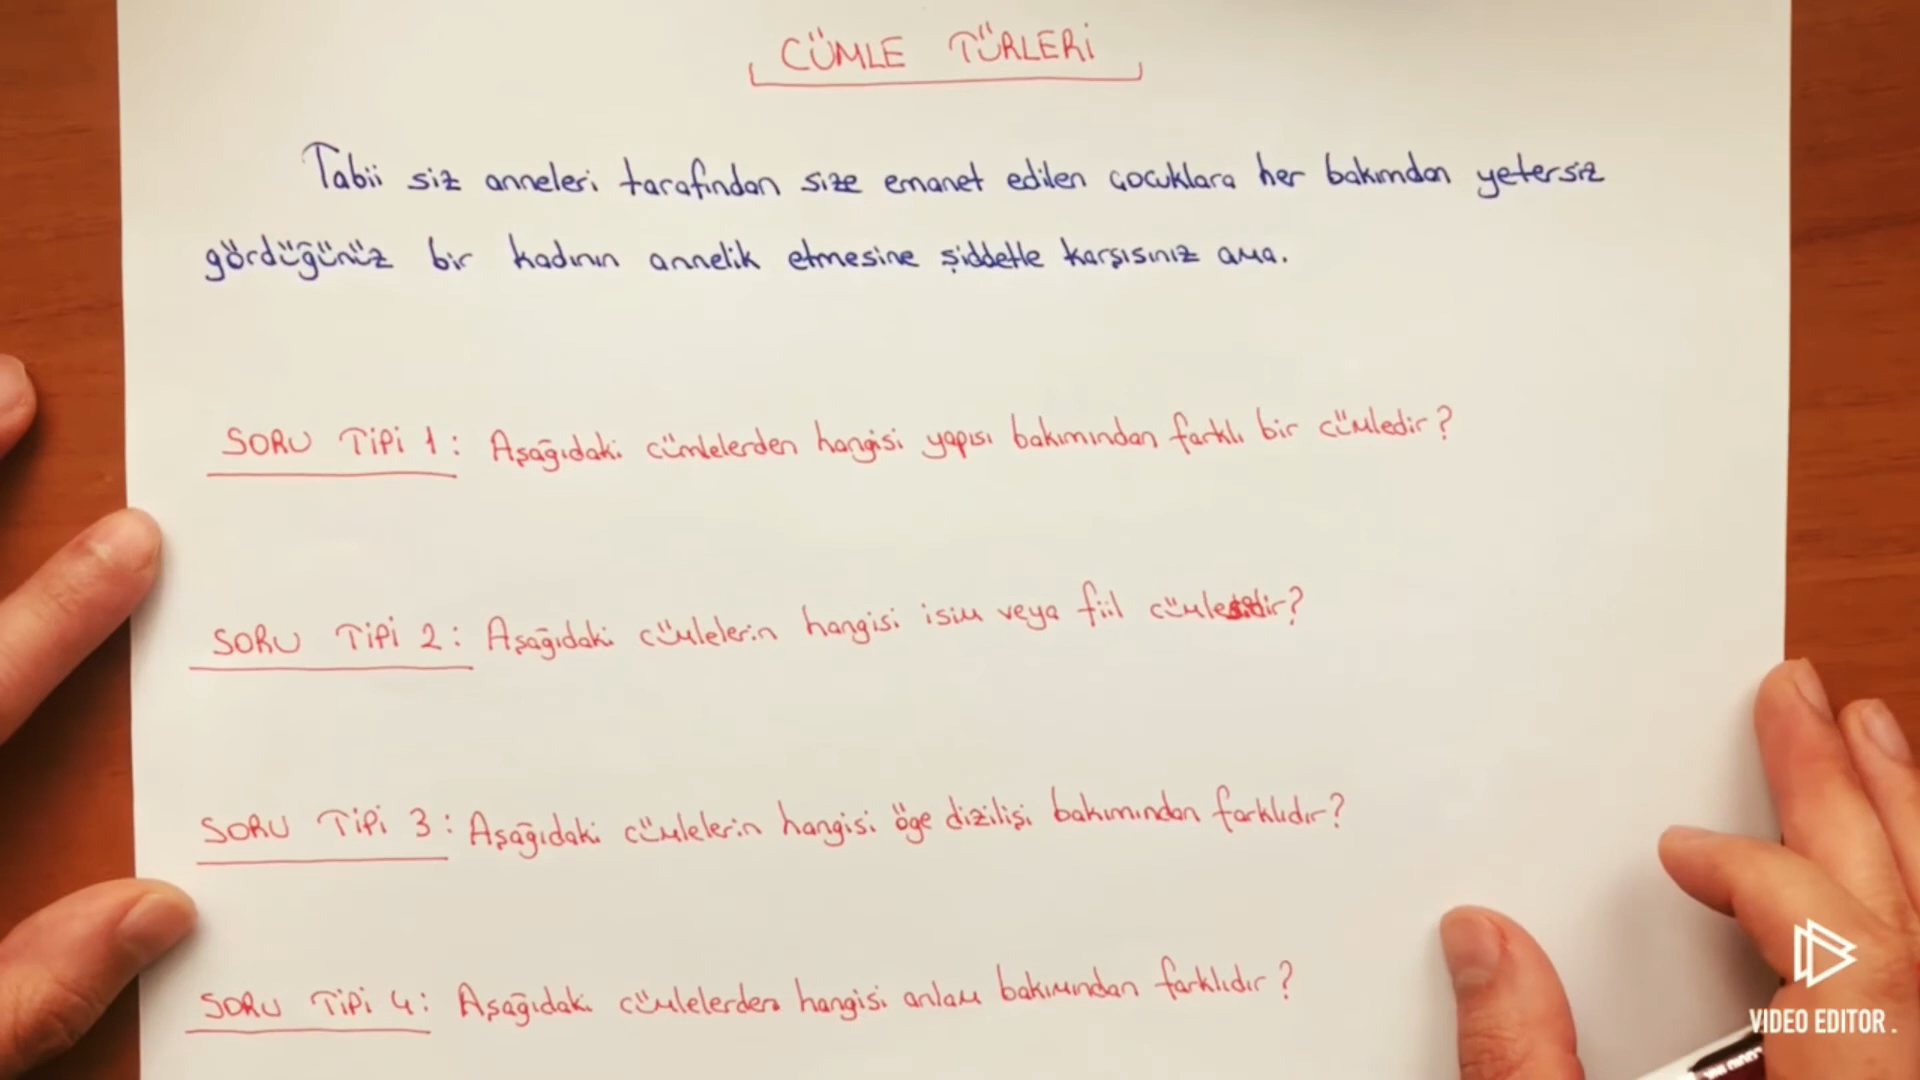 CÜMLE TÜRLERİ
Tabii siz anneleri tarafından size emanet edilen çocuklara her bakımdan yetersiz
gördüğünüz bir kadının annelik etmesine şiddetle karşısınız ama.
SORU TİPİ 1: Aşağıdaki cümlelerden hangisi yapısı bakımından farklı bir cümledir?
SORU TİPİ 2: Aşağıdaki cümlelerin hangisi isim veya fiil cümlesidir?
SORU TİPİ 3: Aşağıdaki cümlelerin hangisi öge dizilişi bakımından farklıdır?
SORU TİPİ 4: Aşağıdaki cümlelerden hangisi anlam bakımından farklıdır?
VIDEO EDITOR.